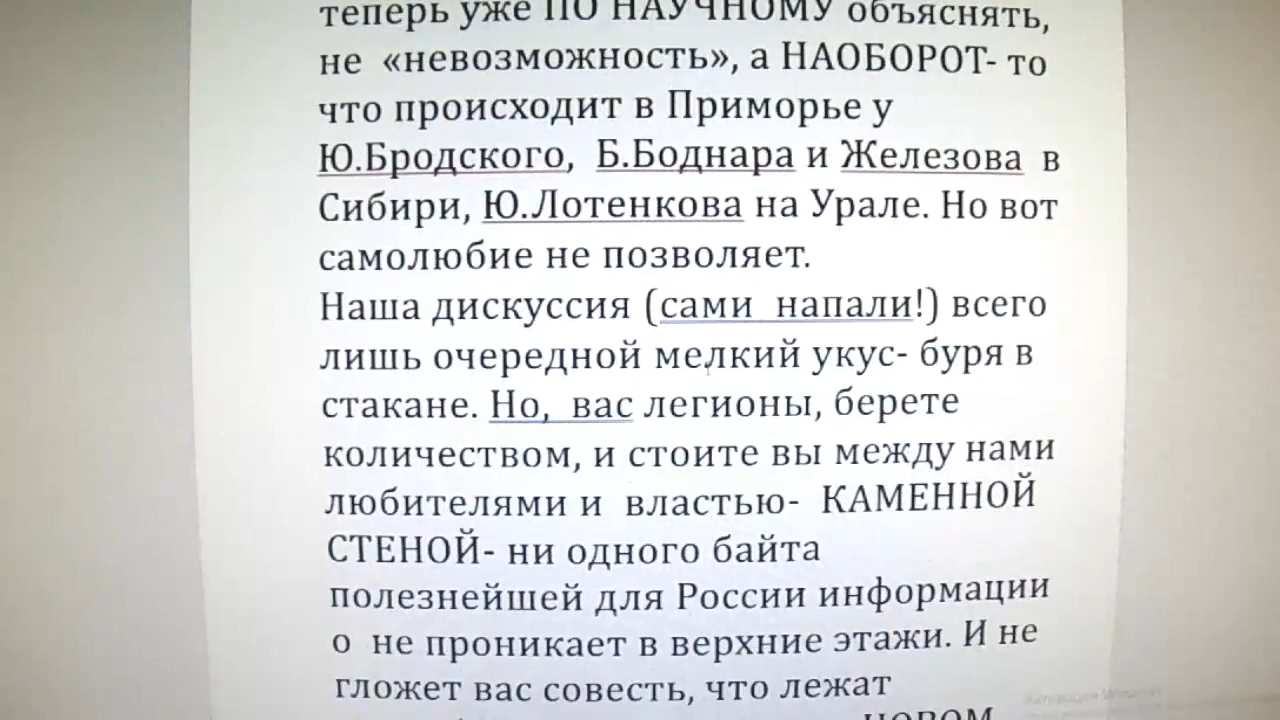 теперь уже ПО НАУЧНОМУ объяснять,
не «невозможность», а НАОБОРОТ- то
что происходит в Приморье у
Ю.Бродского, Б.Боднара и Железова в
Сибири, Ю.Лотенкова на Урале. Но вот
самолюбие не позволяет.
Наша дискуссия (сами напали!) всего
лишь очередной мелкий укус- буря в
стакане. Но, вас легионы, берете
количеством, и стоите вы между нами
любителями и властью- КАМЕННОЙ
СТЕНОЙ- ни одного байта
полезнейшей для России информации
о не проникает в верхние этажи. И не
гложет вас совесть, что лежат
новом